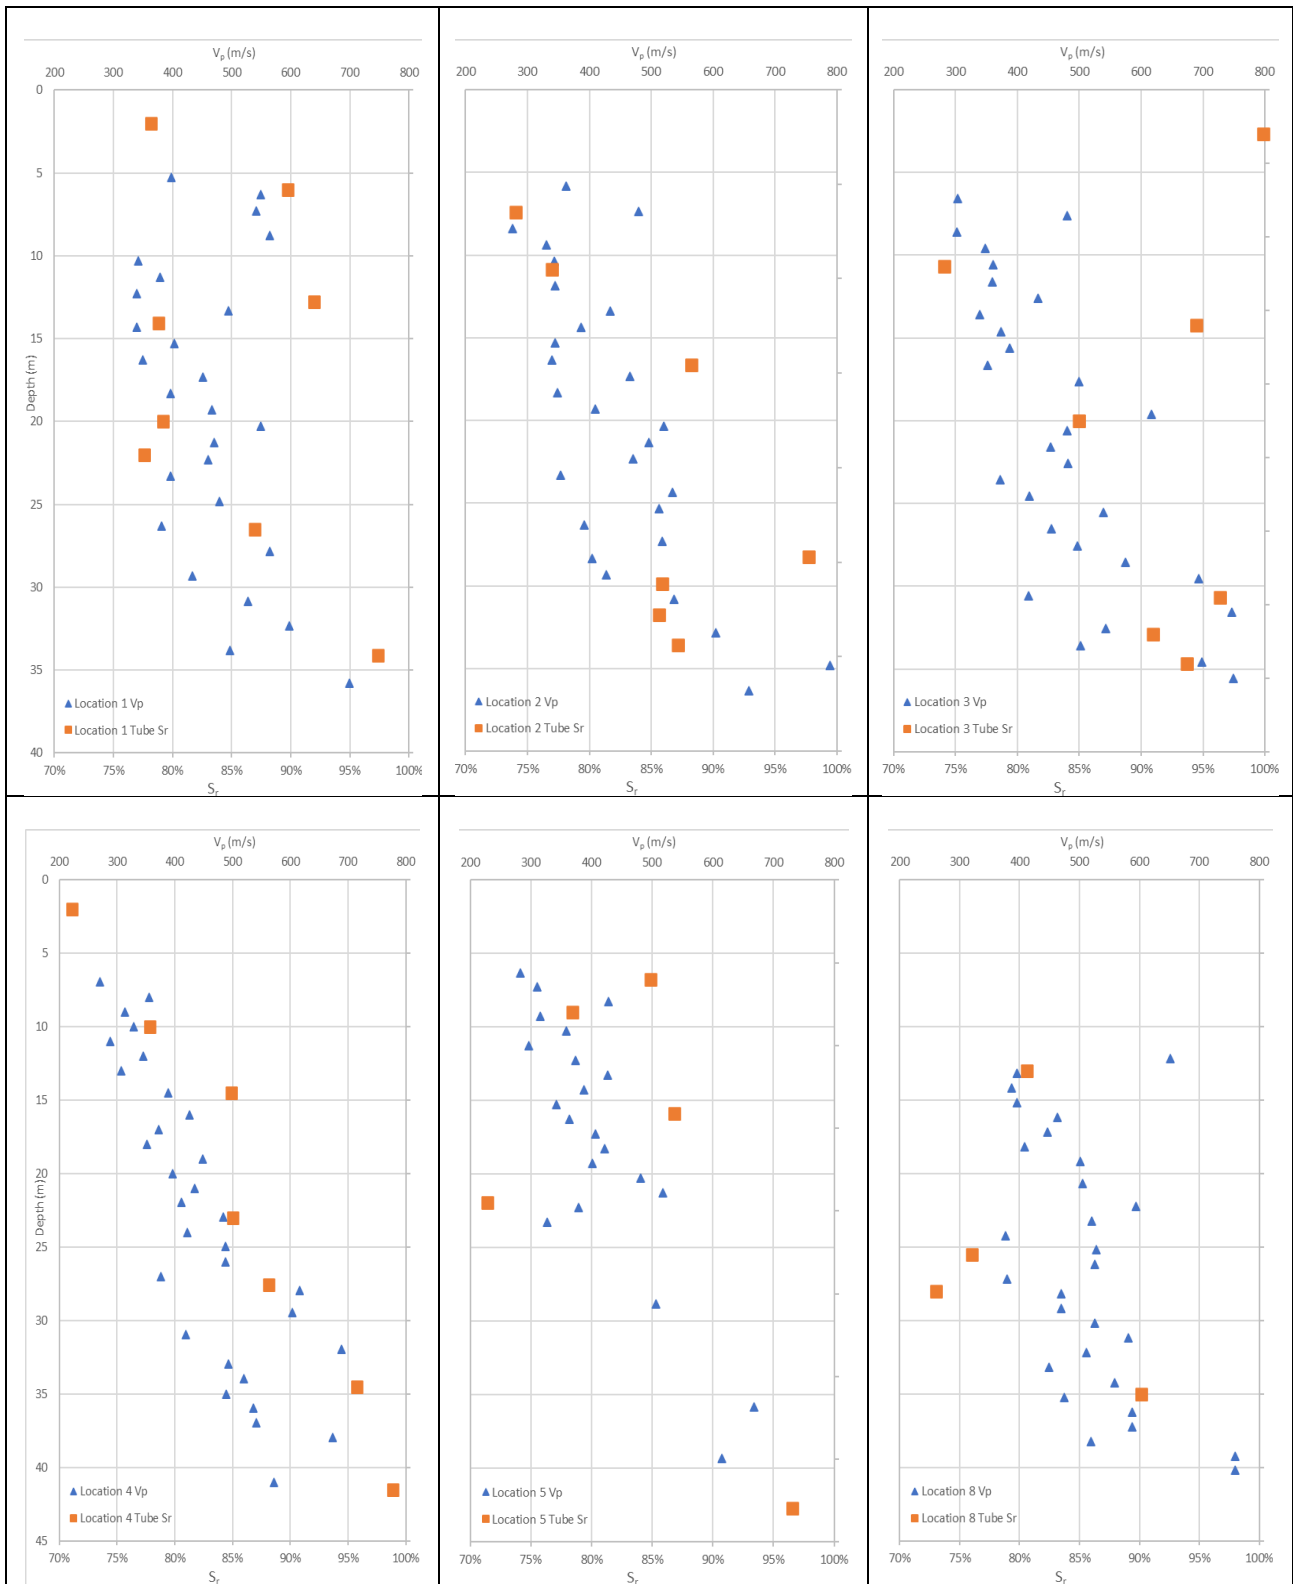 Vp (m/s)
200 300 400 500 600 700 800
0
5
10
15
20
25
30
35
40
Depth (m)
Location 1 Vp
Location 1 Tube Sr
70% 75% 80% 85% 90% 95% 100%
Sr
Vp (m/s)
200 300 400 500 600 700 800
Location 2 Vp
Location 2 Tube Sr
70% 75% 80% 85% 90% 95% 100%
Sr
Vp (m/s)
200 300 400 500 600 700 800
Location 3 Vp
Location 3 Tube Sr
70% 75% 80% 85% 90% 95% 100%
Sr
Vp (m/s)
200 300 400 500 600 700 800
0
5
10
15
20
25
30
35
40
45
Depth (m)
Location 4 Vp
Location 4 Tube Sr
70% 75% 80% 85% 90% 95% 100%
Sr
Vp (m/s)
200 300 400 500 600 700 800
Location 5 Vp
Location 5 Tube Sr
70% 75% 80% 85% 90% 95% 100%
Sr
Vp (m/s)
200 300 400 500 600 700 800
Location 8 Vp
Location 8 Tube Sr
70% 75% 80% 85% 90% 95% 100%
Sr